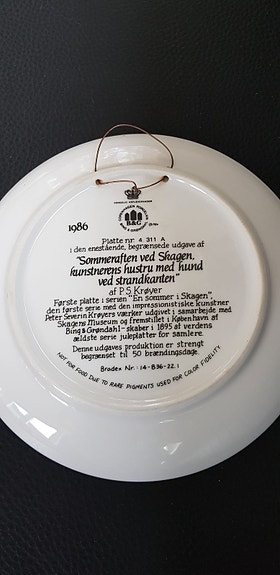 1986
B&G
Platte nr. 4 311 A
i den enestående, begrænsede udgave af
"Sommeraften ved Skagen,
kunstnerens hustru med hund
ved strandkanten"
af P.S. Krøyer
Første platte i serien "En sommer i Skagen",
den første serie med den impressionistiske kunstner
Peter Severin Krøyers værker udgivet i samarbejde med
Skagens Museum og fremstillet i København af
Bing & Grøndahl - skaber i 1895 af verdens
ældste serie juleplatter for samlere.
Denne udgaves produktion er strengt
begrænset til 50 brændingsdage.
NOT FOR FOOD DUE TO RARE PIGMENTS USED FOR COLOR FIDELITY.
Bradex Nr.: 14-B36-22.1